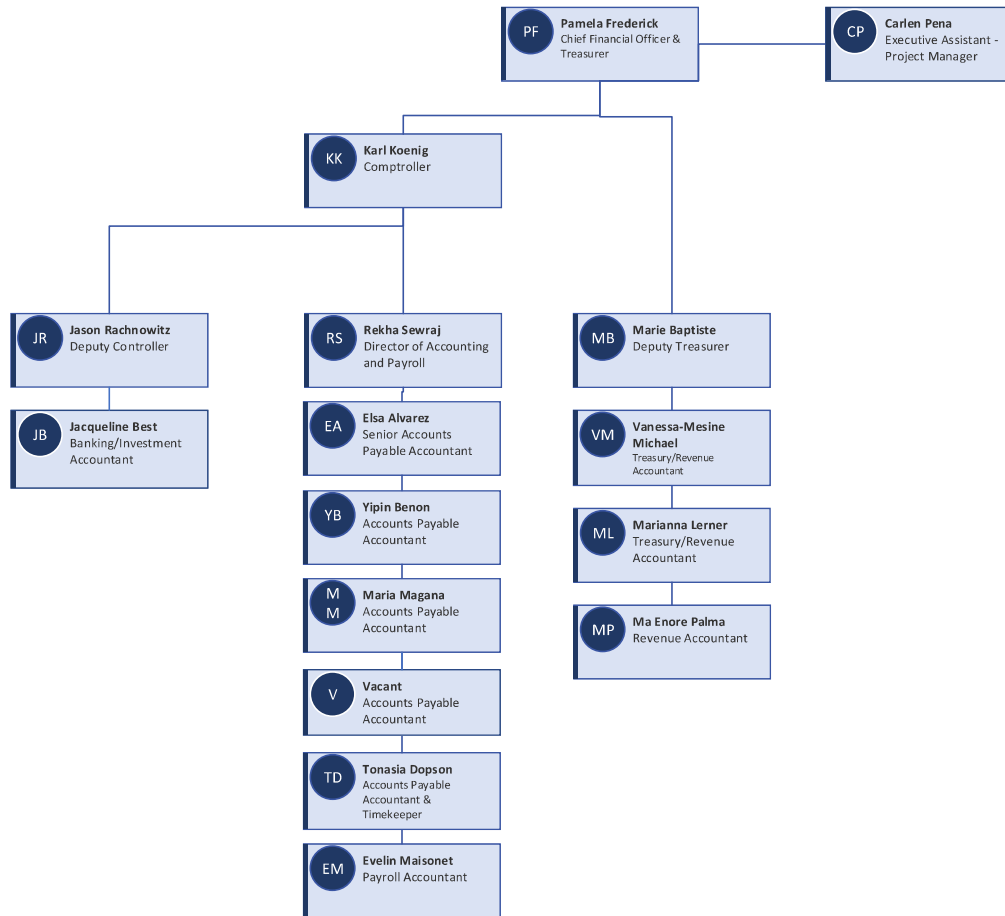 PF
Pamela Frederick
Chief Financial Officer &
Treasurer
CP
Carlen Pena
Executive Assistant -
Project Manager
KK
Karl Koenig
Comptroller
JR
Jason Rachnowitz
Deputy Controller
RS
Rekha Sewraj
Director of Accounting
and Payroll
MB
Marie Baptiste
Deputy Treasurer
JB
Jacqueline Best
Banking/Investment
Accountant
EA
Elsa Alvarez
Senior Accounts
Payable Accountant
VM
Vanessa-Mesine
Michael
Treasury/Revenue
Accountant
YB
Yipin Benon
Accounts Payable
Accountant
ML
Marianna Lerner
Treasury/Revenue
Accountant
M
M
Maria Magana
Accounts Payable
Accountant
MP
Ma Enore Palma
Revenue Accountant
V
Vacant
Accounts Payable
Accountant
TD
Tonasia Dopson
Accounts Payable
Accountant &
Timekeeper
EM
Evelin Maisonet
Payroll Accountant